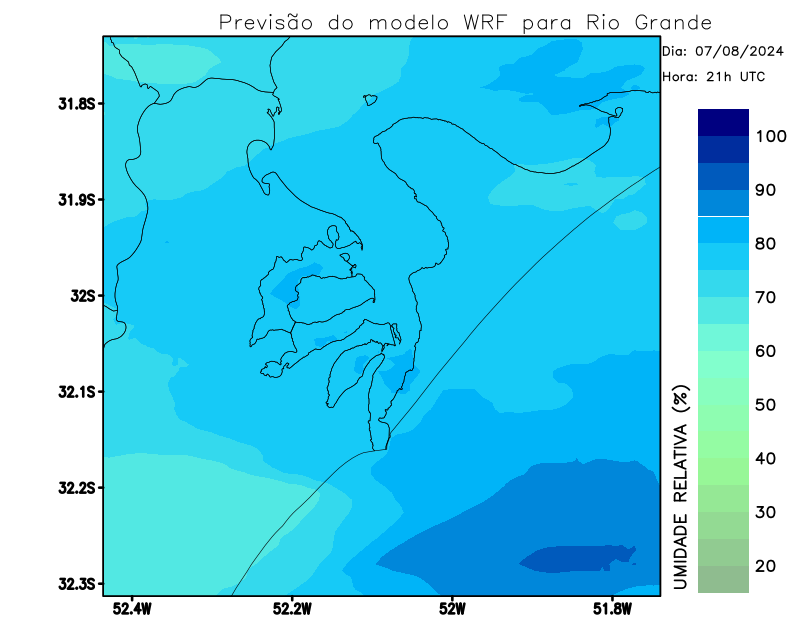 Previsão do modelo WRF para Rio Grande
Dia: 07/08/2024
Hora: 21h UTC
31.8S
31.9S
32S
32.1S
32.2S
32.3S
52.4W
52.2W
52W
51.8W
100
90
80
70
60
50
40
30
20
UMIDADE RELATIVA (%)